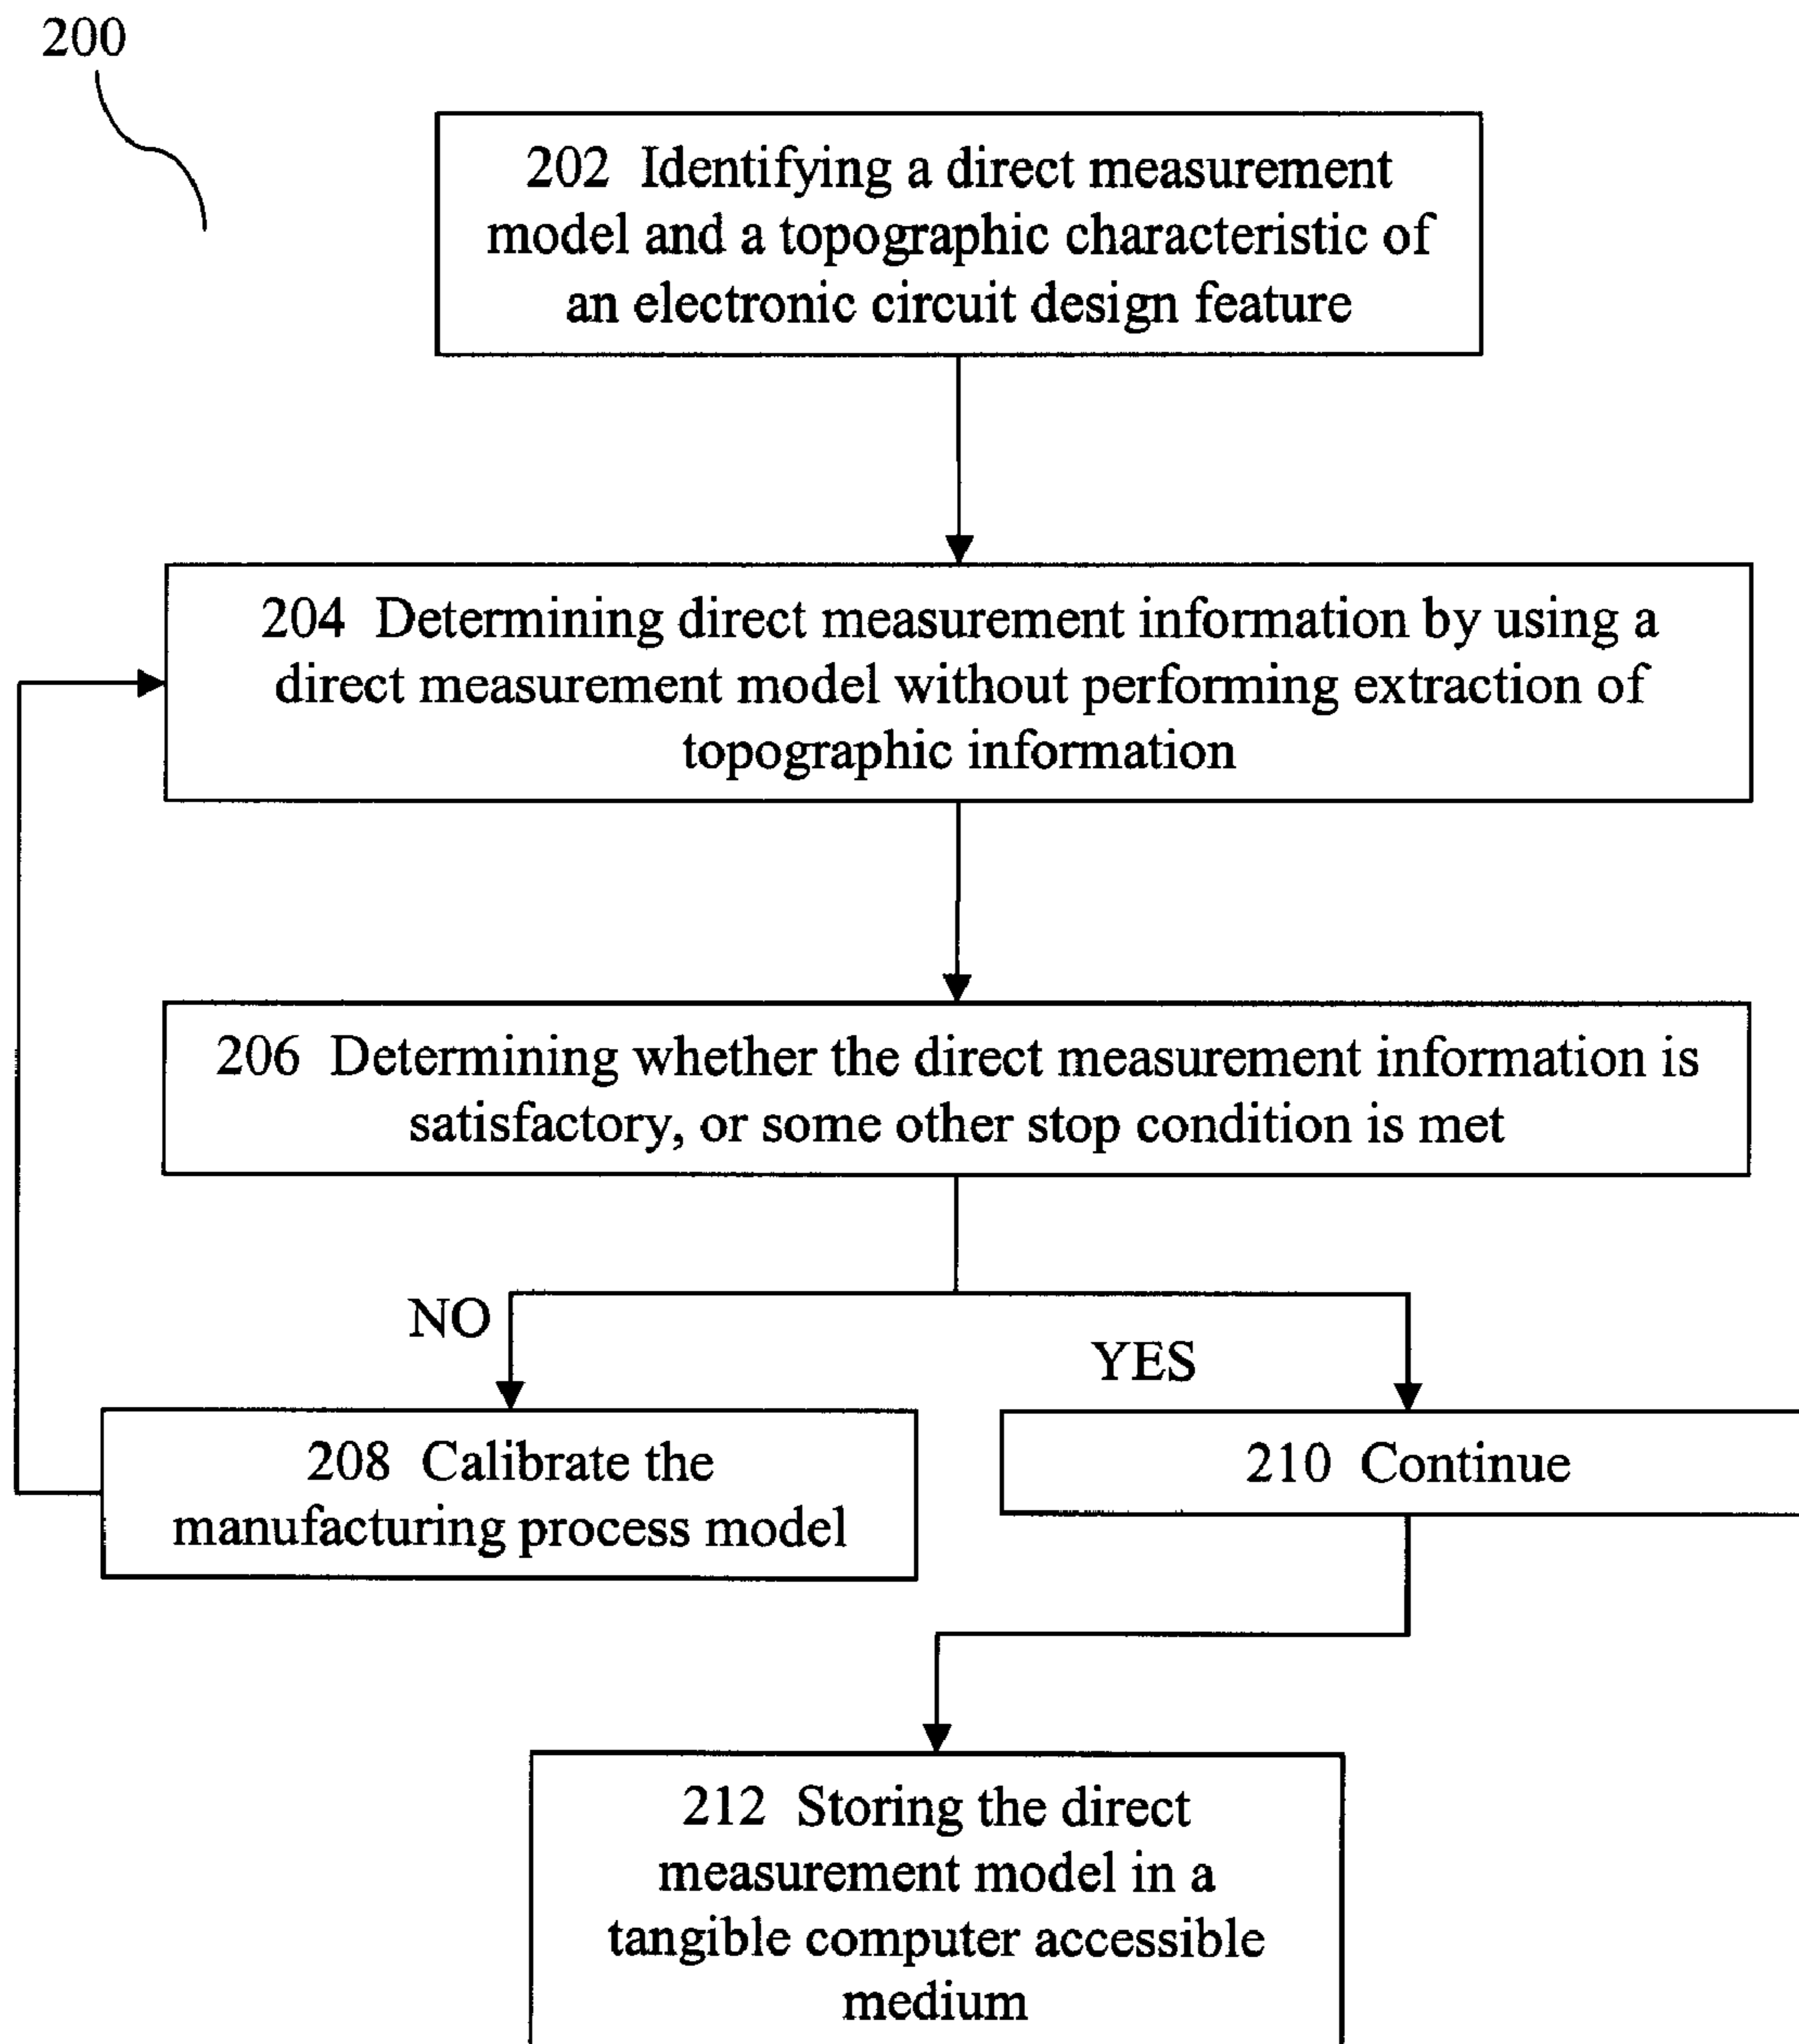 200
202 Identifying a direct measurement
model and a topographic characteristic of
an electronic circuit design feature
204 Determining direct measurement information by using a
direct measurement model without performing extraction of
topographic information
206 Determining whether the direct measurement information is
satisfactory, or some other stop condition is met
NO
YES
208 Calibrate the
manufacturing process model
210 Continue
212 Storing the direct
measurement model in a
tangible computer accessible
medium